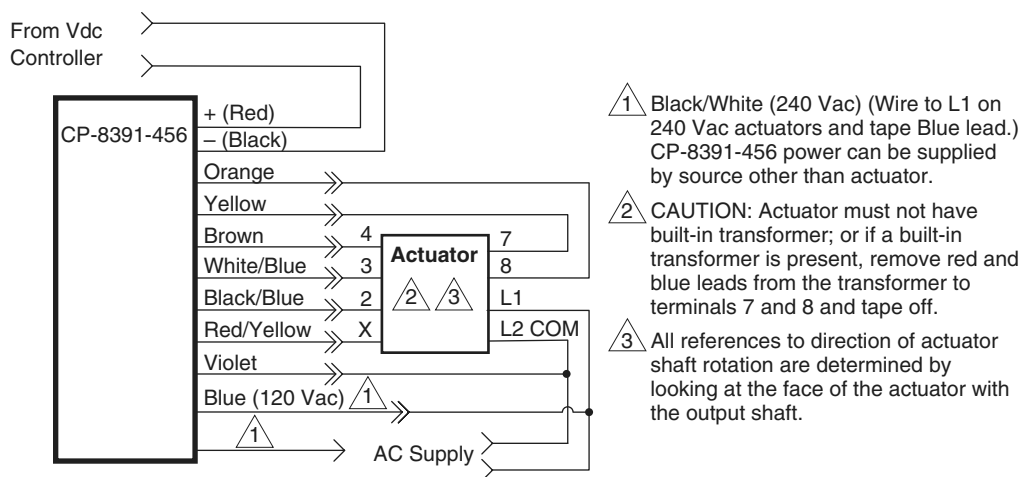 From Vdc
Controller
CP-8391-456
+ (Red)
– (Black)
Orange
Yellow
Brown
White/Blue
Black/Blue
Red/Yellow
Violet
Blue (120 Vac) 1
1
4
3
2
X
Actuator
2 3
7
8
L1
L2 COM
AC Supply
1 Black/White (240 Vac) (Wire to L1 on
240 Vac actuators and tape Blue lead.)
CP-8391-456 power can be supplied
by source other than actuator.
2 CAUTION: Actuator must not have
built-in transformer; or if a built-in
transformer is present, remove red and
blue leads from the transformer to
terminals 7 and 8 and tape off.
3 All references to direction of actuator
shaft rotation are determined by
looking at the face of the actuator with
the output shaft.